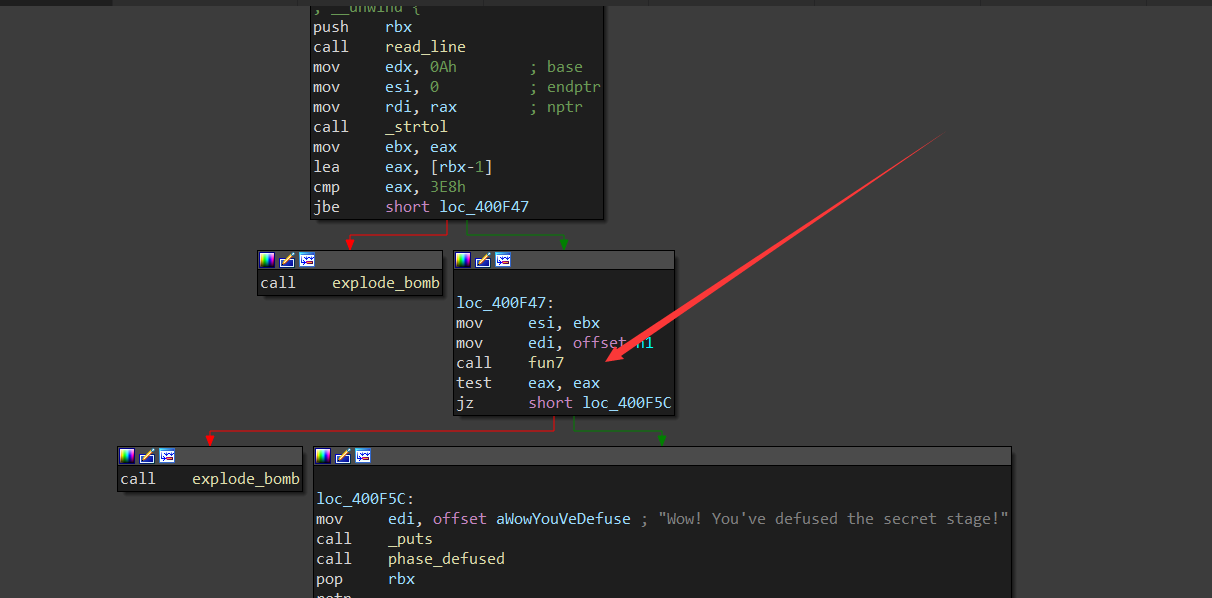 ; __unwind {
push rbx
call read_line
mov edx, 0Ah ; base
mov esi, 0 ; endptr
mov rdi, rax ; nptr
call _strtol
mov ebx, eax
lea eax, [rbx-1]
cmp eax, 3E8h
jbe short loc_400F47
call explode_bomb
loc_400F47:
mov esi, ebx
mov edi, offset n1
call fun7
test eax, eax
jz short loc_400F5C
call explode_bomb
loc_400F5C:
mov edi, offset aWowYouVeDefuse ; "Wow! You've defused the secret stage!"
call _puts
call phase_defused
pop rbx
retn